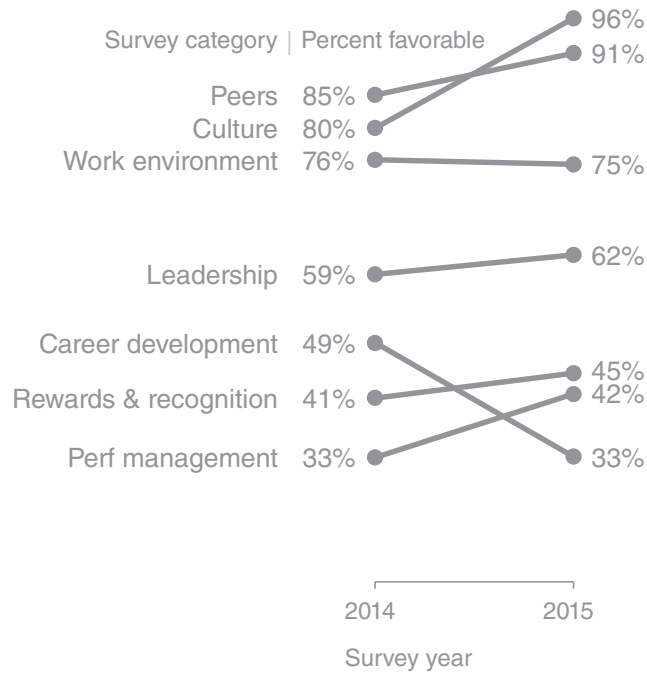 96%
Survey category | Percent favorable
91%
Peers 85%
Culture 80%
Work environment 76% 75%
62%
Leadership 59%
Career development 49%
45%
Rewards & recognition 41% 42%
Perf management 33% 33%
2014 2015
Survey year